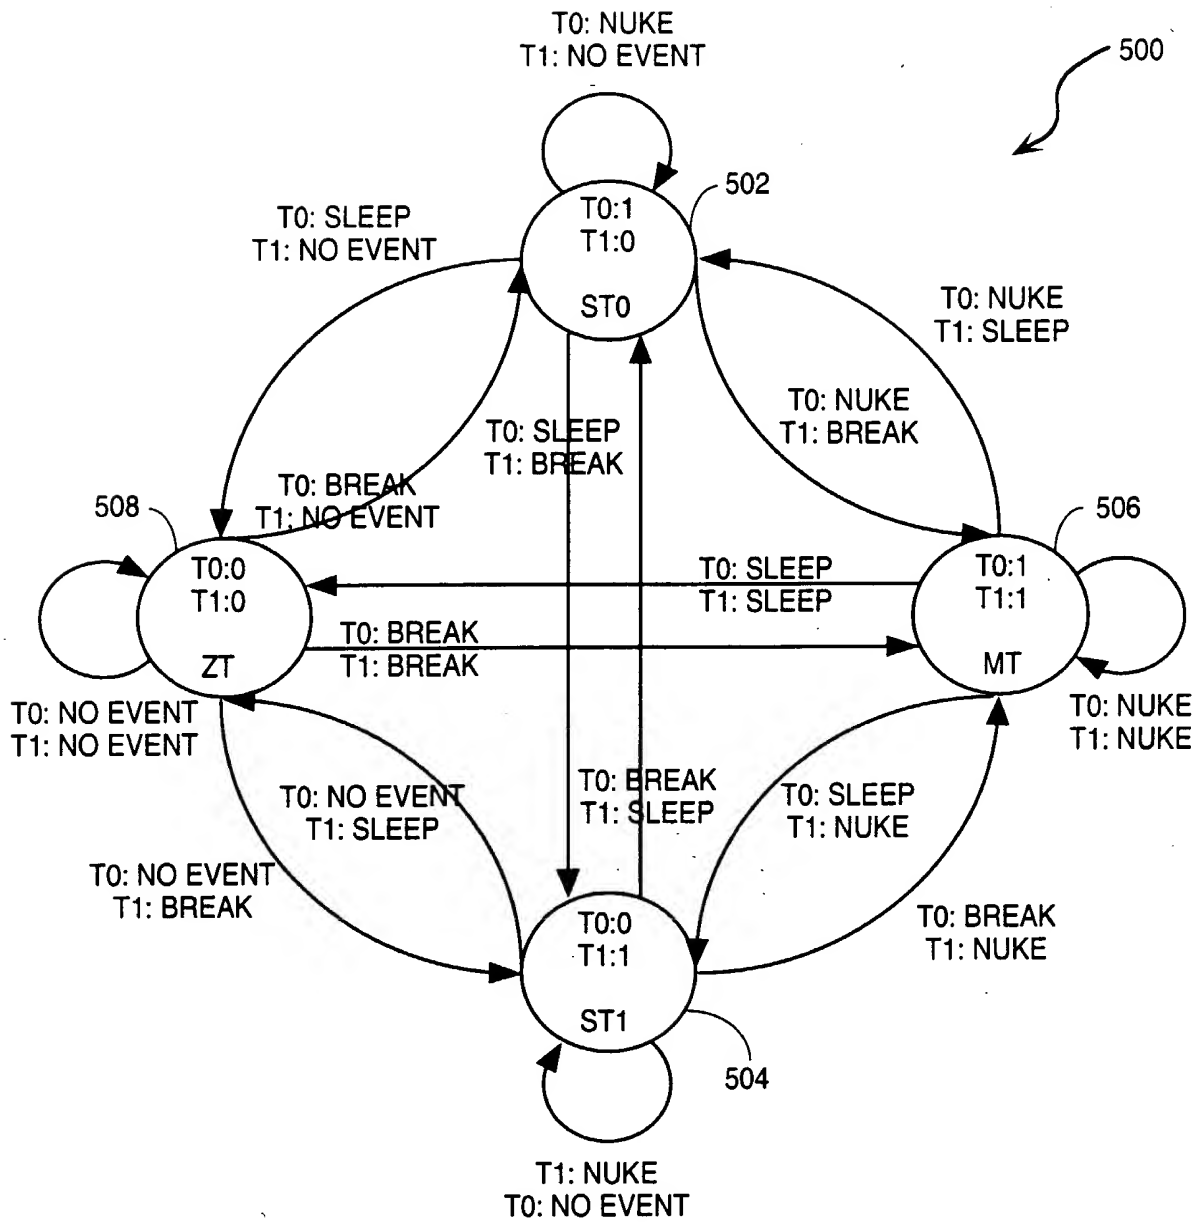 T0: NUKE
T1: NO EVENT
500
502
T0:1
T1:0
ST0
T0: SLEEP
T1: NO EVENT
T0: NUKE
T1: SLEEP
T0: NUKE
T1: BREAK
T0: SLEEP
T1: BREAK
T0: BREAK
T1: NO EVENT
508
506
T0:0
T1:0
ZT
T0: SLEEP
T1: SLEEP
T0:1
T1:1
MT
T0: BREAK
T1: BREAK
T0: NO EVENT
T1: NO EVENT
T0: NUKE
T1: NUKE
T0: NO EVENT
T1: SLEEP
T0: BREAK
T1: SLEEP
T0: SLEEP
T1: NUKE
T0: NO EVENT
T1: BREAK
T0: BREAK
T1: NUKE
T0:0
T1:1
ST1
504
T1: NUKE
T0: NO EVENT